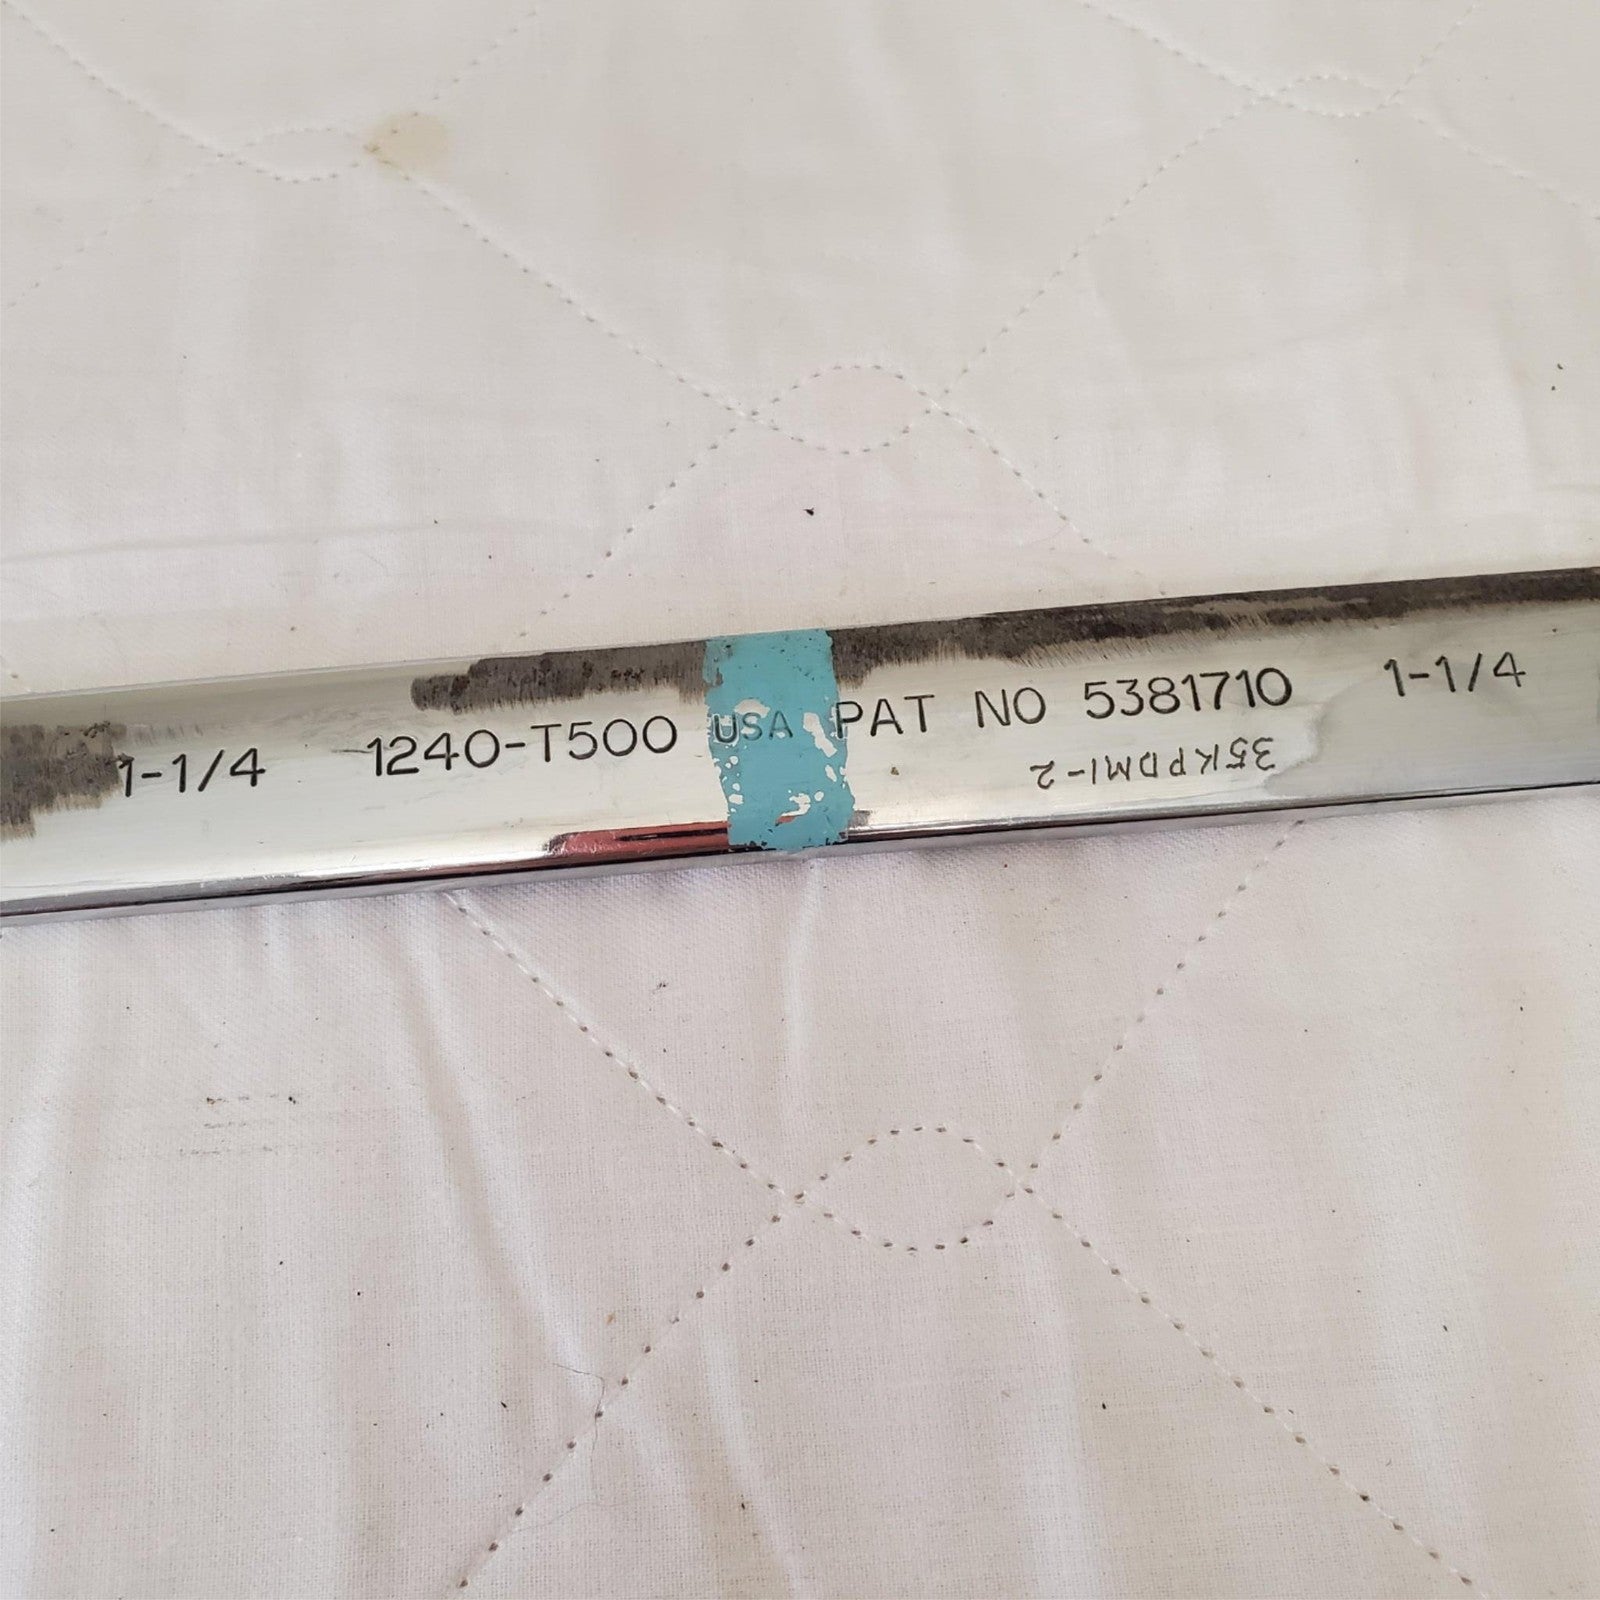 1-1/4 1240-T500 USA PAT NO 5381710 1-1/4
35KPDM1-2